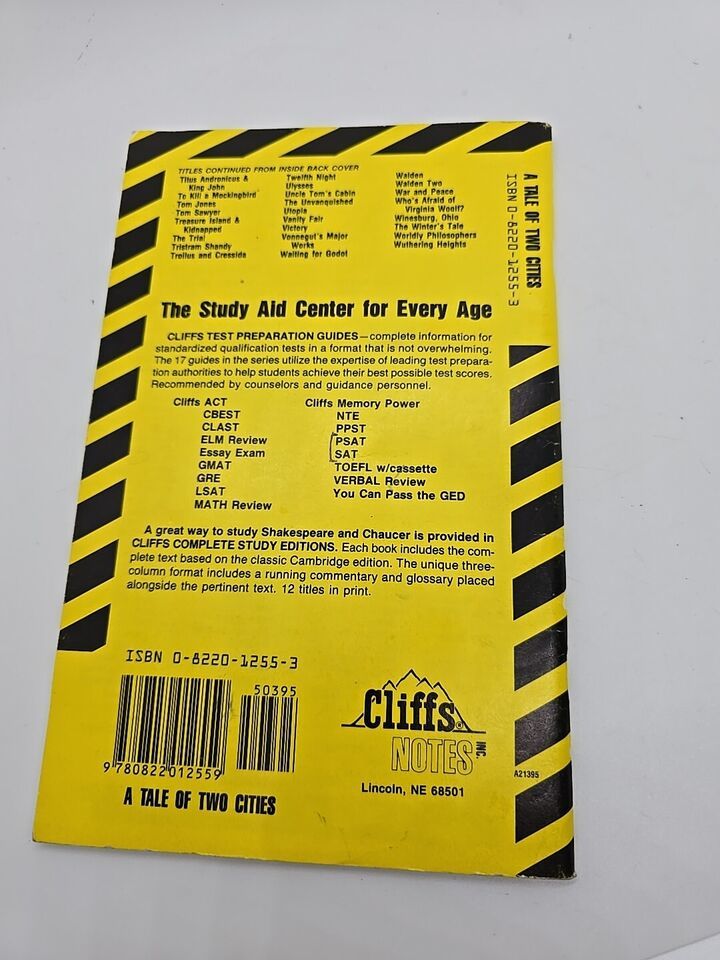 TITLES CONTINUED FROM INSIDE BACK COVER
Titus Andronicus &
King John
To Kill a Mockingbird
Tom Jones
Tom Sawyer
Treasure Island &
Kidnapped
The Trial
Tristram Shandy
Troilus and Cressida
Twelfth Night
Ulysses
Uncle Tom's Cabin
The Unvanquished
Utopia
Vanity Fair
Victory
Vonnegut's Major
Works
Waiting for Godot
Walden
Walden Two
War and Peace
Who's Afraid of
Virginia Woolf?
Winesburg, Ohio
The Winter's Tale
Worldly Philosophers
Wuthering Heights
A TALE OF TWO CITIES
ISBN 0-8220-1255-3
The Study Aid Center for Every Age
CLIFFS TEST PREPARATION GUIDES—complete information for
standardized qualification tests in a format that is not overwhelming.
The 17 guides in the series utilize the expertise of leading test prepara-
tion authorities to help students achieve their best possible test scores.
Recommended by counselors and guidance personnel.
Cliffs ACT
CBEST
CLAST
ELM Review
Essay Exam
GMAT
GRE
LSAT
MATH Review
Cliffs Memory Power
NTE
PPST
PSAT
SAT
TOEFL w/cassette
VERBAL Review
You Can Pass the GED
A great way to study Shakespeare and Chaucer is provided in
CLIFFS COMPLETE STUDY EDITIONS. Each book includes the com-
plete text based on the classic Cambridge edition. The unique three-
column format includes a running commentary and glossary placed
alongside the pertinent text. 12 titles in print.
ISBN 0-8220-1255-3
50395
9 780822 012559
A TALE OF TWO CITIES
Cliffs®
NOTES INC.
Lincoln, NE 68501
A21395